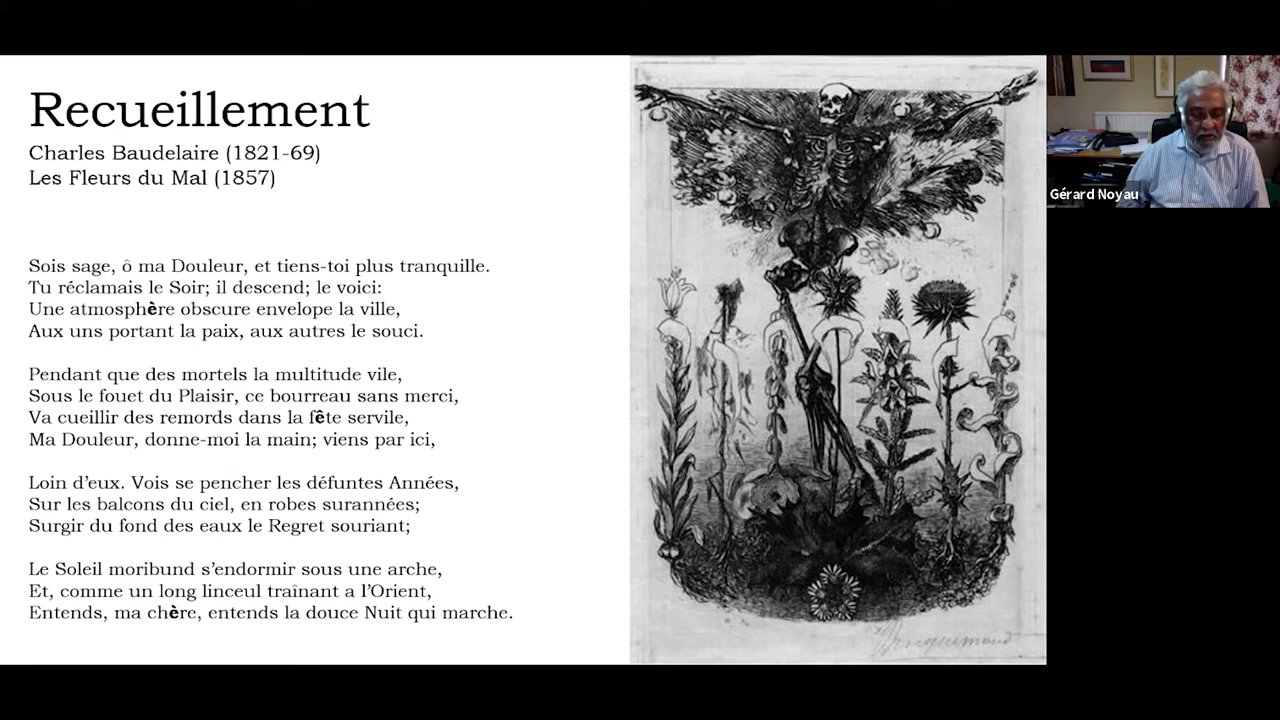 Recueillement
Charles Baudelaire (1821-69)
Les Fleurs du Mal (1857)
Sois sage, ô ma Douleur, et tiens-toi plus tranquille.
Tu réclamais le Soir; il descend; le voici:
Une atmosphère obscure envelope la ville,
Aux uns portant la paix, aux autres le souci.
Pendant que des mortels la multitude vile,
Sous le fouet du Plaisir, ce bourreau sans merci,
Va cueillir des remords dans la fête servile,
Ma Douleur, donne-moi la main; viens par ici,
Loin d'eux. Vois se pencher les défuntes Années,
Sur les balcons du ciel, en robes surannées;
Surgir du fond des eaux le Regret souriant;
Le Soleil moribund s'endormir sous une arche,
Et, comme un long linceul traînant a l'Orient,
Entends, ma chère, entends la douce Nuit qui marche.
Gérard Noyau